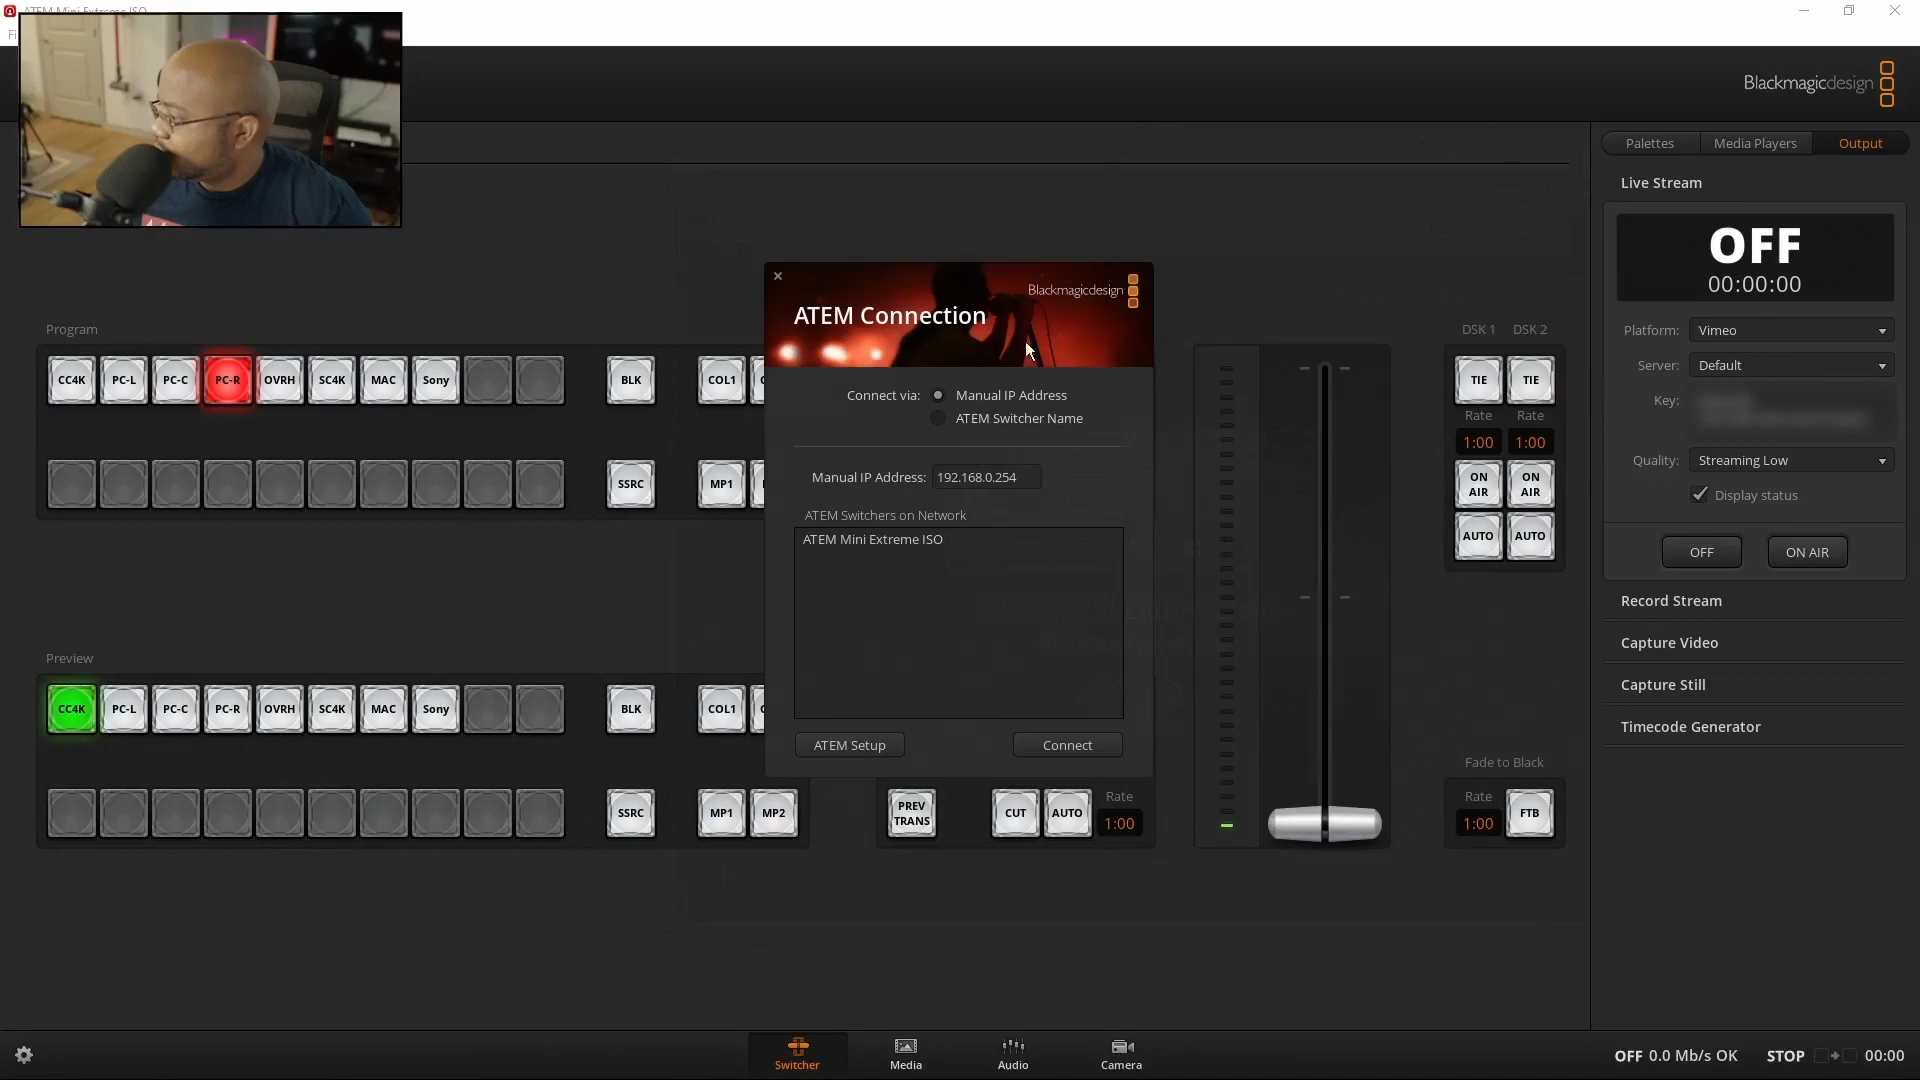 ATEM Mini Extreme ISO
Fi
Blackmagicdesign
Palettes
Media Players
Output
Live Stream
OFF
00:00:00
Platform:
Vimeo
Server:
Default
Key:
Quality:
Streaming Low
Display status
OFF
ON AIR
Record Stream
Capture Video
Capture Still
Timecode Generator
Program
CC4K
PC-L
PC-C
PC-R
OVRH
SC4K
MAC
Sony
BLK
COL1
SSRC
MP1
Blackmagicdesign
ATEM Connection
Connect via:
Manual IP Address
ATEM Switcher Name
Manual IP Address:
192.168.0.254
ATEM Switchers on Network
ATEM Mini Extreme ISO
ATEM Setup
Connect
DSK 1
DSK 2
TIE
TIE
Rate
Rate
1:00
1:00
ON
AIR
ON
AIR
AUTO
AUTO
Preview
CC4K
PC-L
PC-C
PC-R
OVRH
SC4K
MAC
Sony
BLK
COL1
SSRC
MP1
MP2
PREV
TRANS
CUT
AUTO
Rate
1:00
Fade to Black
Rate
1:00
FTB
Switcher
Media
Audio
Camera
OFF 0.0 Mb/s OK
STOP
00:00